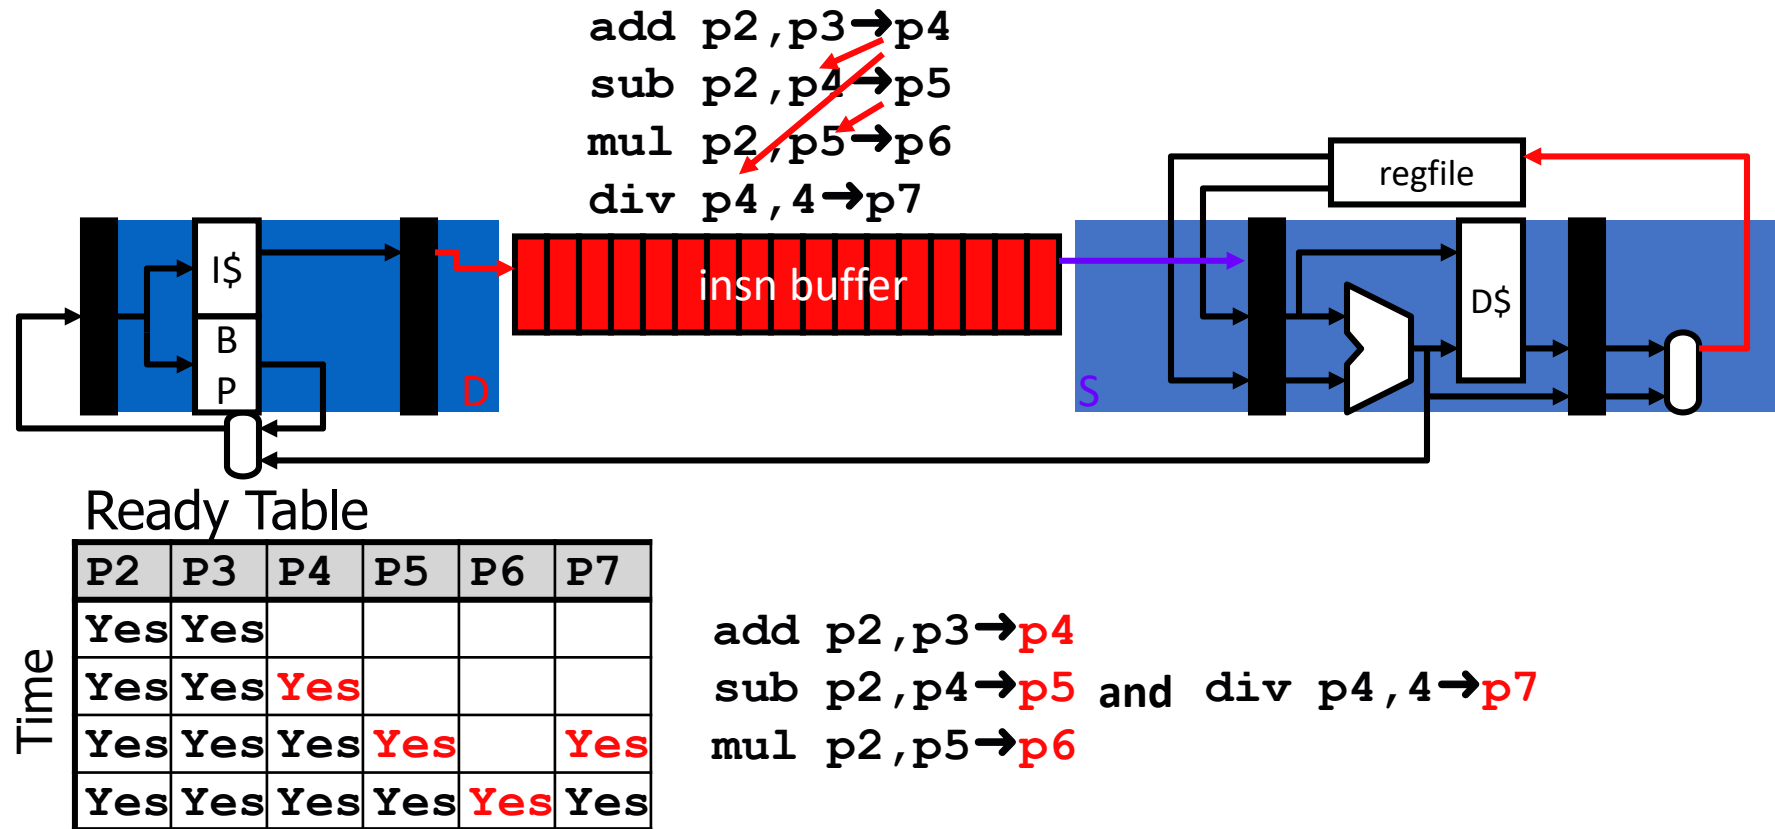 add p2,p3➜p4
sub p2,p4➜p5
mul p2,p5➜p6
div p4,4➜p7
regfile
I$
B
P
D
insn buffer
S
D$
Ready Table
Time
P2 P3 P4 P5 P6 P7
Yes Yes
Yes Yes Yes
Yes Yes Yes Yes Yes
Yes Yes Yes Yes Yes Yes
add p2,p3➜p4
sub p2,p4➜p5 and div p4,4➜p7
mul p2,p5➜p6